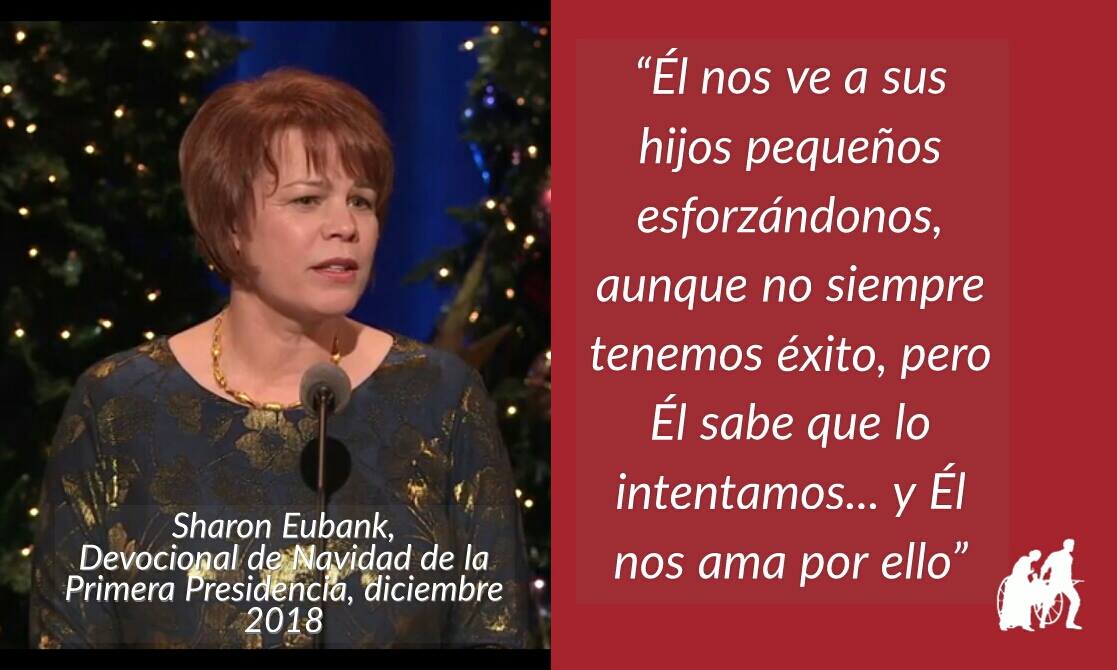 “Él nos ve a sus
hijos pequeños
esforzándonos,
aunque no siempre
tenemos éxito, pero
Él sabe que lo
intentamos... y Él
nos ama por ello”
Sharon Eubank,
Devocional de Navidad de la
Primera Presidencia, diciembre
2018